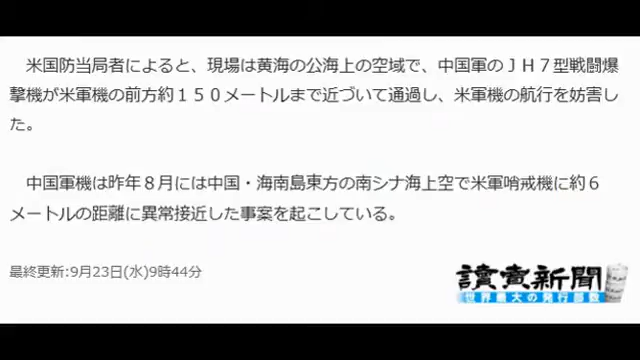 米国防当局者によると、現場は黄海の公海上の空域で、中国軍のＪＨ７型戦闘爆
撃機が米軍機の前方約１５０メートルまで近づいて通過し、米軍機の航行を妨害し
た。
中国軍機は昨年８月には中国・海南島東方の南シナ海上空で米軍哨戒機に約６
メートルの距離に異常接近した事案を起こしている。
最終更新:9月23日(水)9時44分
讀賣新聞
世界最大の発行部数